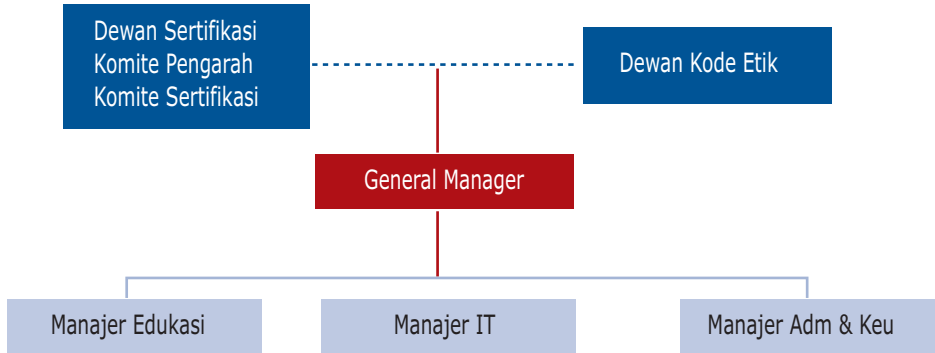 Dewan Sertifikasi
Komite Pengarah
Komite Sertifikasi
Dewan Kode Etik
General Manager
Manajer Edukasi
Manajer IT
Manajer Adm & Keu